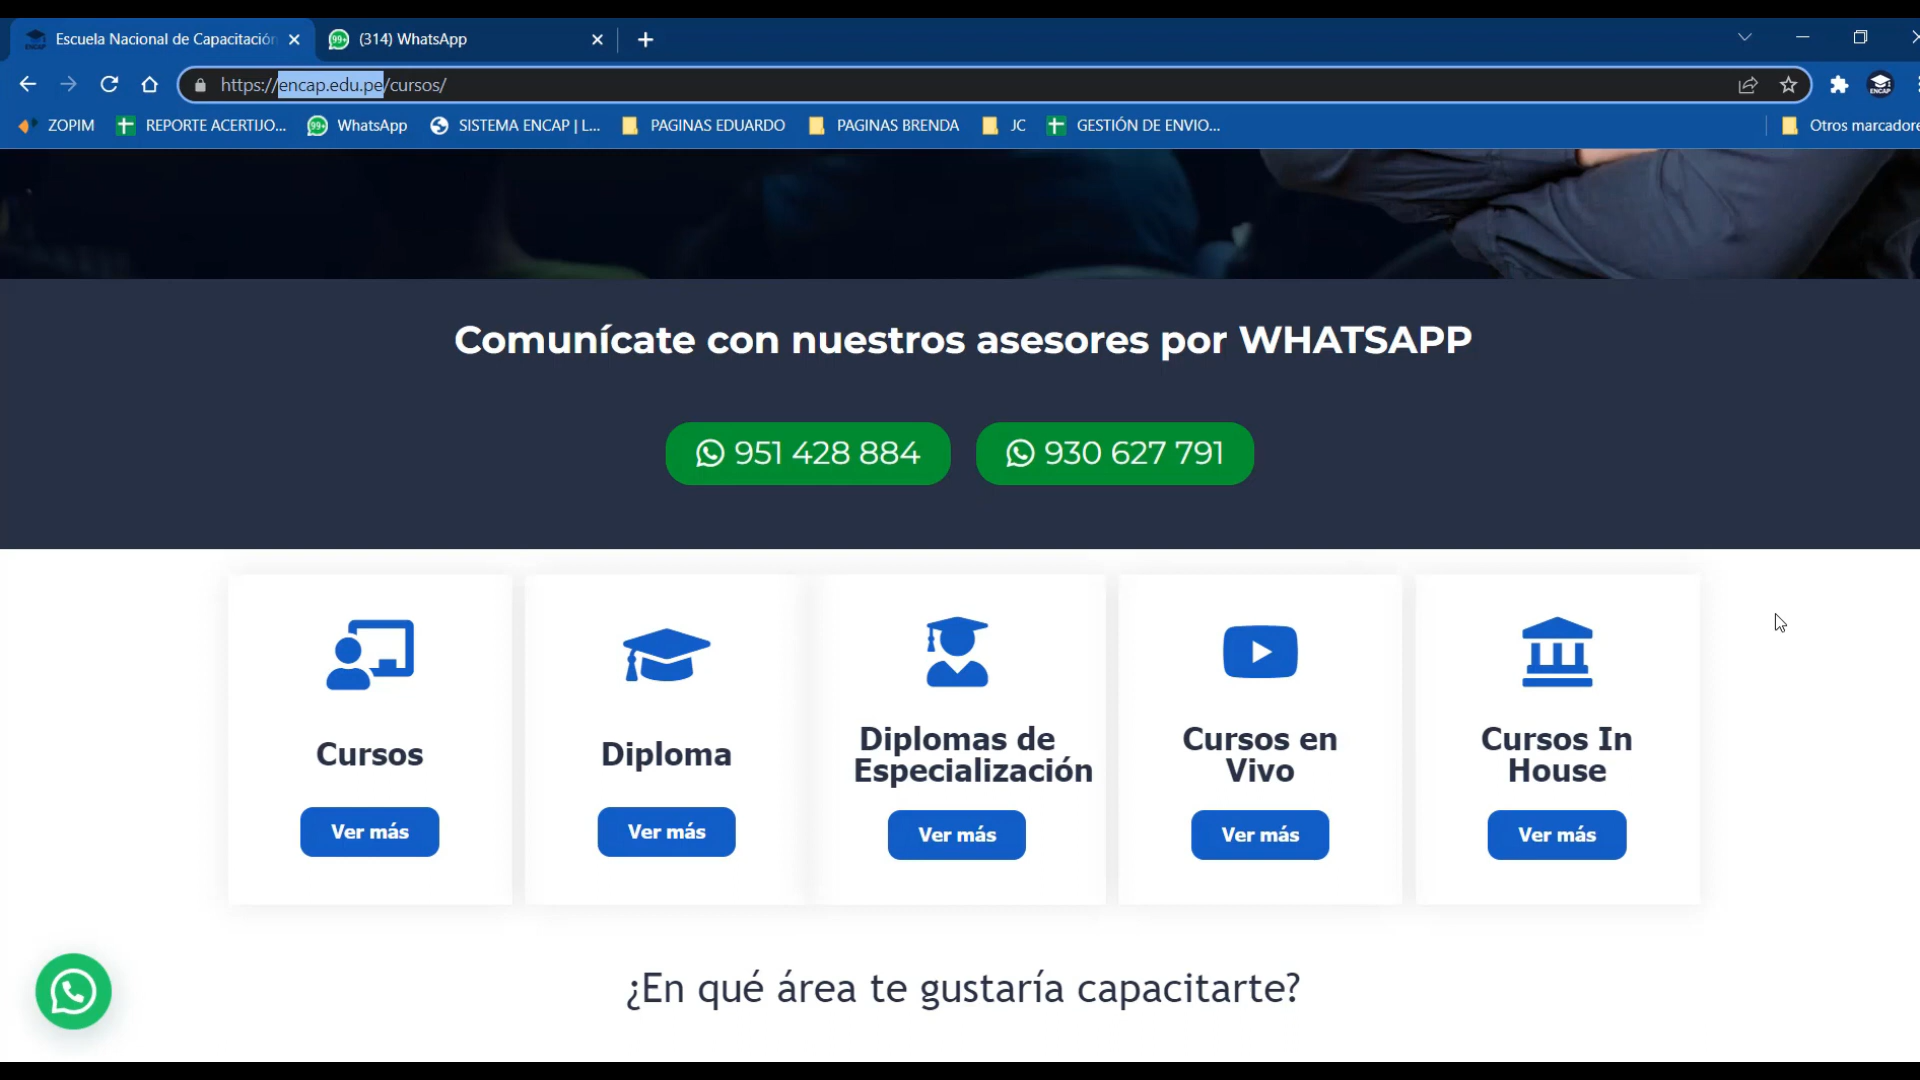 Escuela Nacional de Capacitación
(314) WhatsApp
https://encap.edu.pe/cursos/
ZOPIM
REPORTE ACERTIJO...
WhatsApp
SISTEMA ENCAP | L...
PAGINAS EDUARDO
PAGINAS BRENDA
JC
GESTIÓN DE ENVIO...
Otros marcadore
Comunícate con nuestros asesores por WHATSAPP
951 428 884
930 627 791
Cursos
Ver más
Diploma
Ver más
Diplomas de
Especialización
Ver más
Cursos en
Vivo
Ver más
Cursos In
House
Ver más
¿En qué área te gustaría capacitarte?